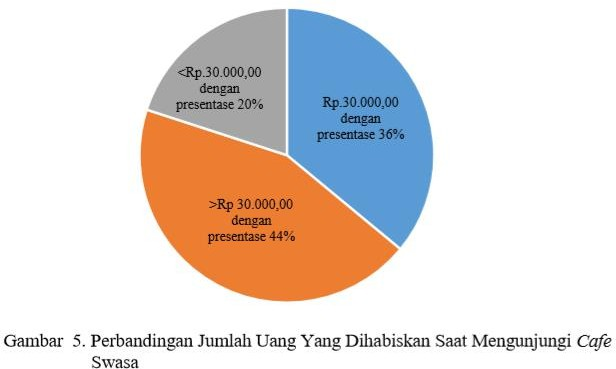 <Rp.30.000,00
dengan
presentase 20%
Rp.30.000,00
dengan
presentase 36%
>Rp 30.000,00
dengan
presentase 44%
Gambar 5. Perbandingan Jumlah Uang Yang Dihabiskan Saat Mengunjungi Cafe
Swasa